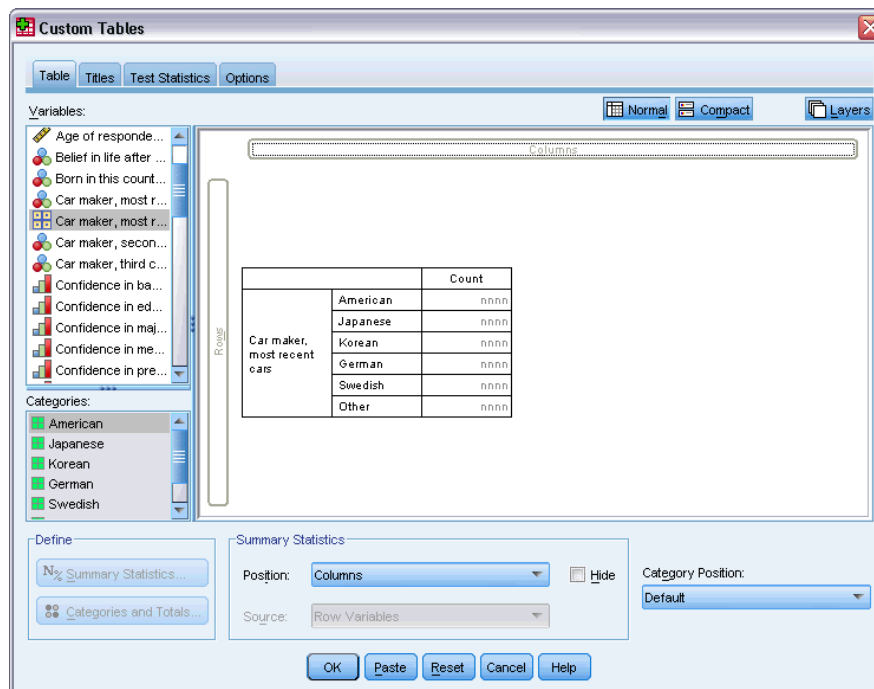 Custom Tables
Table Titles Test Statistics Options
Variables:
Normal Compact Layers
Age of responde...
Belief in life after ...
Born in this count...
Car maker, most r...
Car maker, most r...
Car maker, secon...
Car maker, third c...
Confidence in ba...
Confidence in ed...
Confidence in maj...
Confidence in me...
Confidence in pre...
Columns
Rows
Count
Car maker,
most recent
cars
American nnnn
Japanese nnnn
Korean nnnn
German nnnn
Swedish nnnn
Other nnnn
Categories:
American
Japanese
Korean
German
Swedish
Define
N% Summary Statistics...
Categories and Totals...
Summary Statistics
Position: Columns Hide
Source: Row Variables
Category Position:
Default
OK Paste Reset Cancel Help